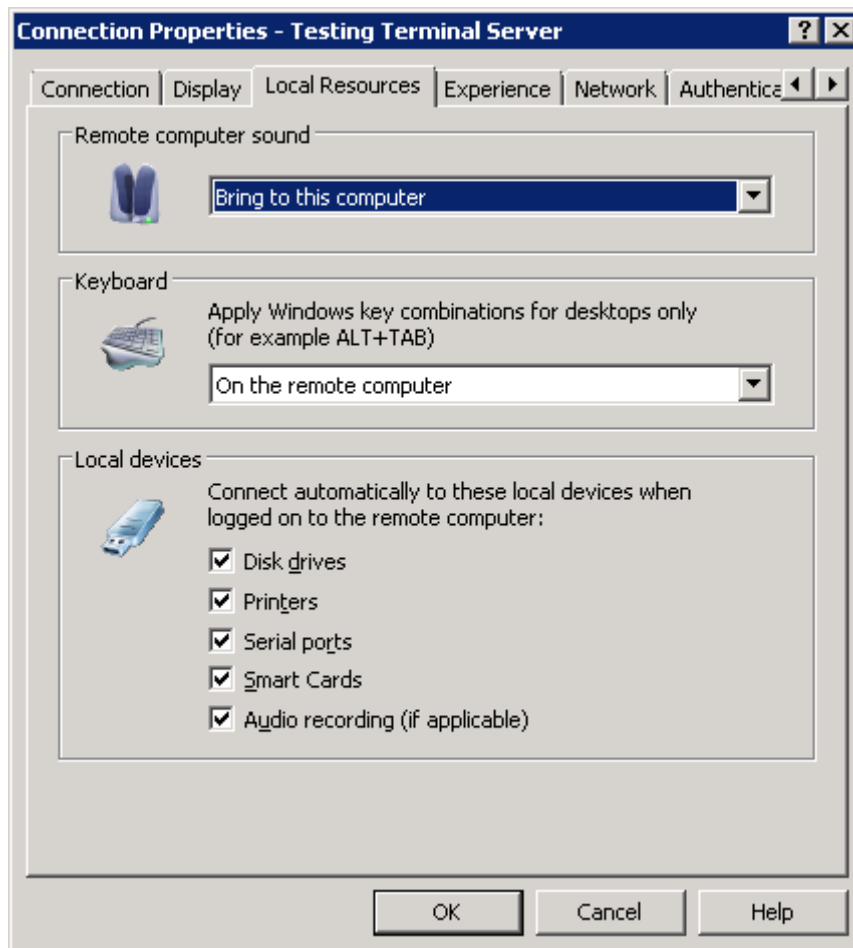 Connection Properties - Testing Terminal Server
Connection
Display
Local Resources
Experience
Network
Authentica
Remote computer sound
Bring to this computer
Keyboard
Apply Windows key combinations for desktops only
(for example ALT+TAB)
On the remote computer
Local devices
Connect automatically to these local devices when
logged on to the remote computer:
Disk drives
Printers
Serial ports
Smart Cards
Audio recording (if applicable)
OK
Cancel
Help